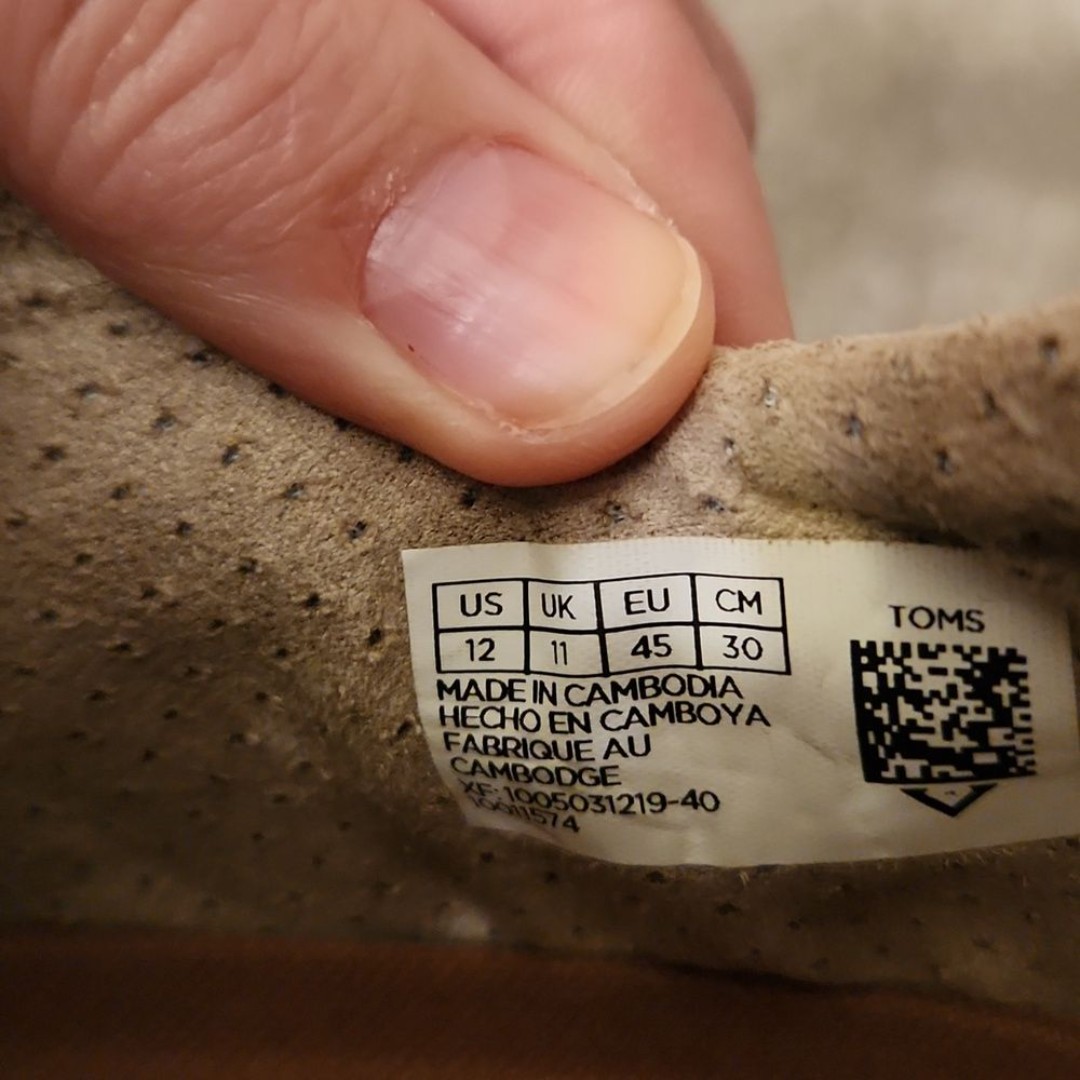 US UK EU CM
12 11 45 30
TOMS
MADE IN CAMBODIA
HECHO EN CAMBOYA
FABRIQUE AU
CAMBODGE
XF:1005031219-40
10011574